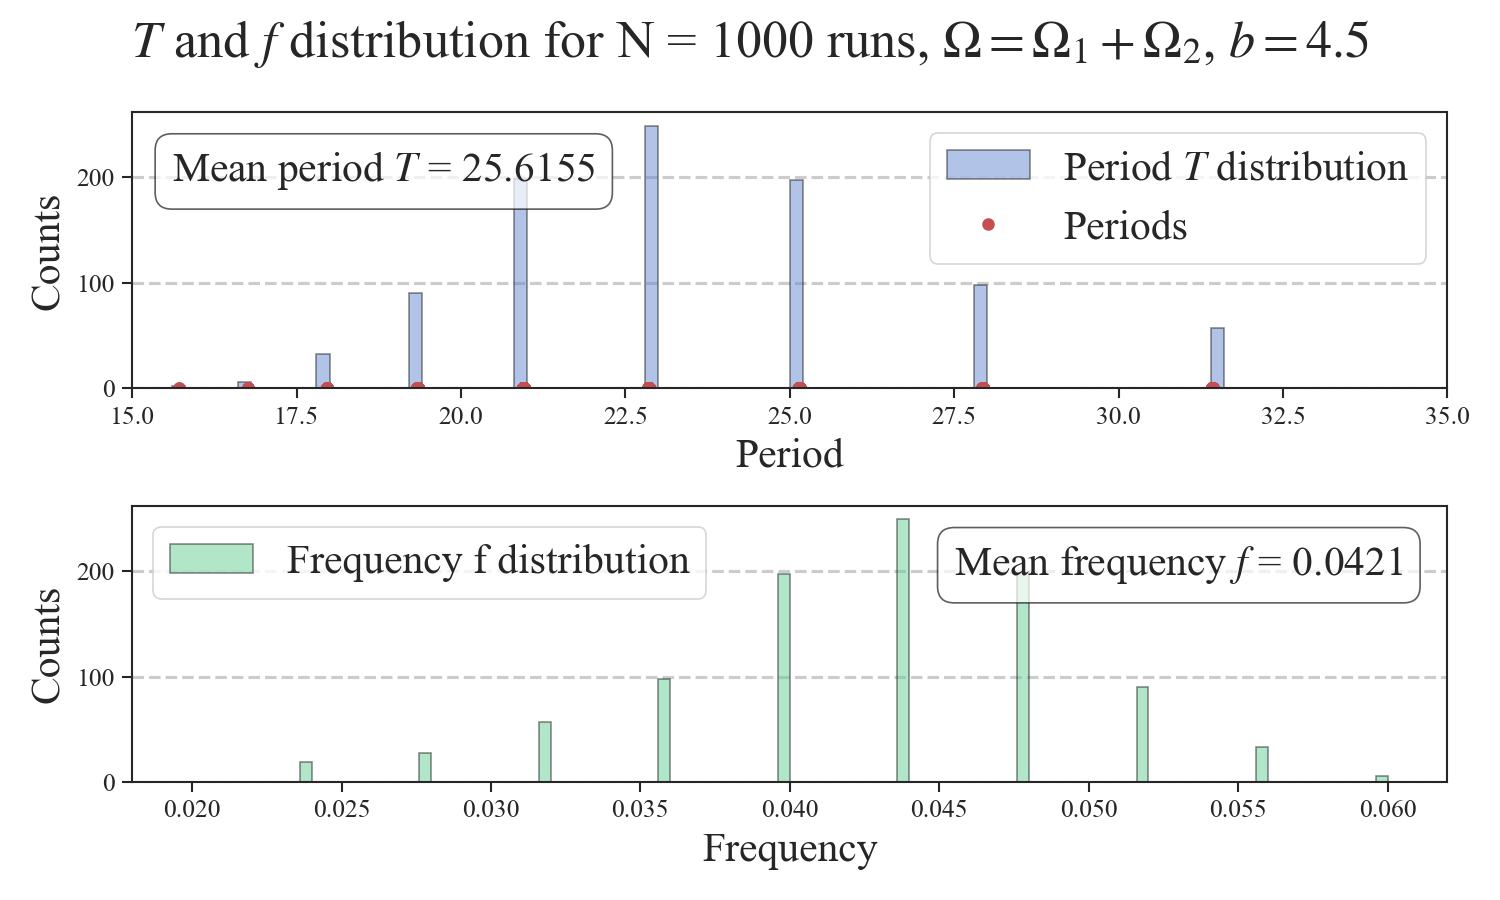 T and f distribution for N = 1000 runs, Ω = Ω₁ + Ω₂, b = 4.5
Mean period T = 25.6155
Period T distribution
Periods
Counts
200
100
0
15.0 17.5 20.0 22.5 25.0 27.5 30.0 32.5 35.0
Period
Frequency f distribution
Mean frequency f = 0.0421
Counts
200
100
0
0.020 0.025 0.030 0.035 0.040 0.045 0.050 0.055 0.060
Frequency